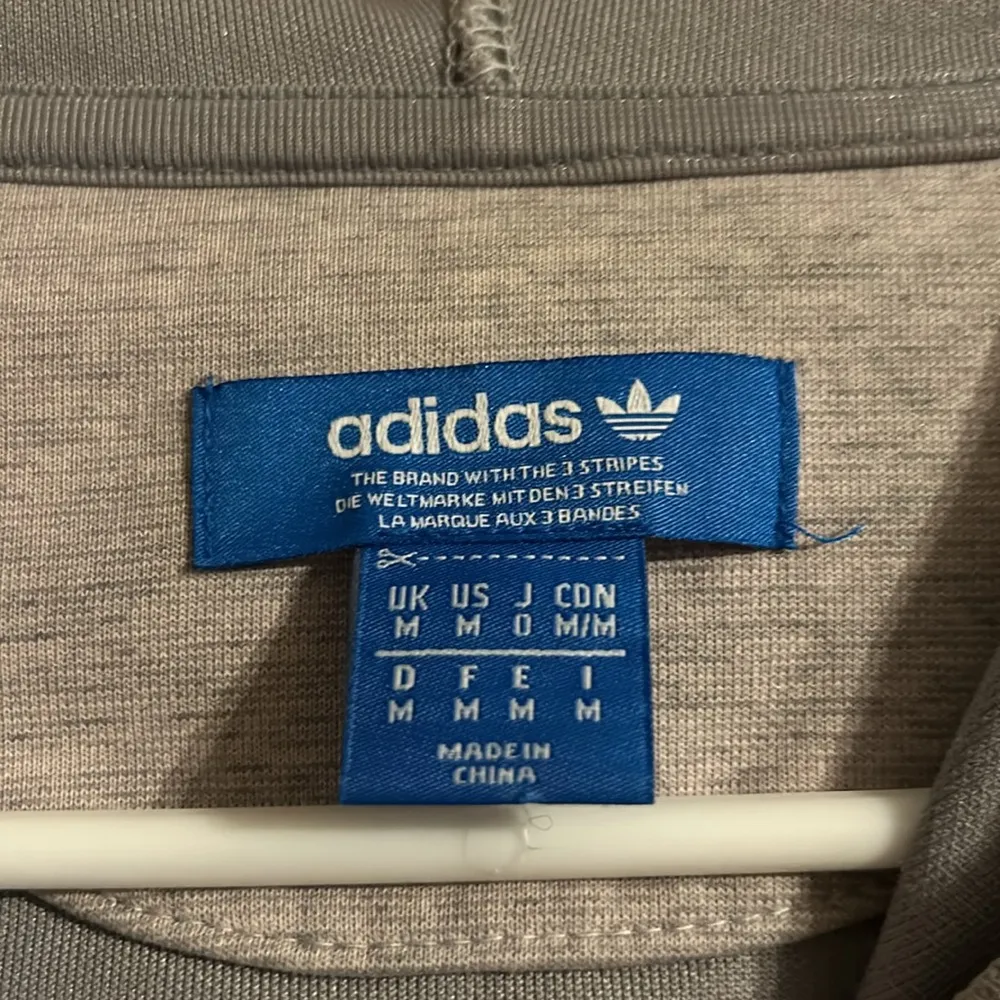 adidas
THE BRAND WITH THE 3 STRIPES
DIE WELTMARKE MIT DEN 3 STREIFEN
LA MARQUE AUX 3 BANDES
UK US J CDN
M M O M/M
D F E I
M M M M
MADE IN
CHINA